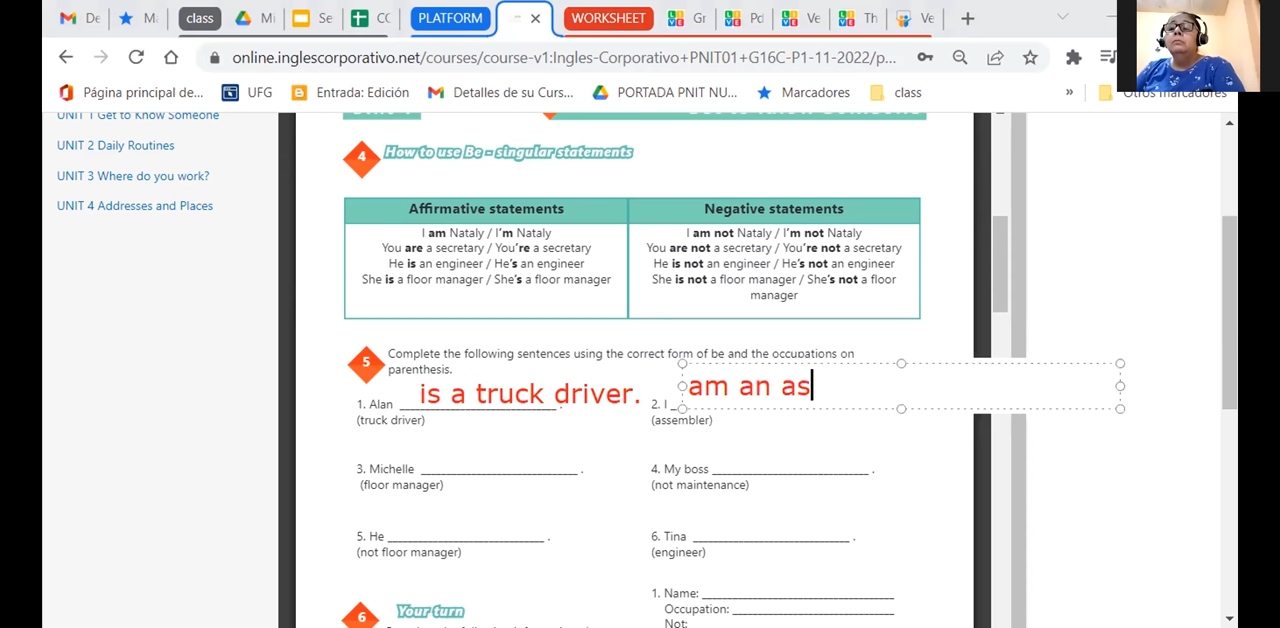 De
Ma
class
Mi
Se
CC
PLATFORM
WORKSHEET
Gr
Pd
Ve
Th
Ve
online.inglescorporativo.net/courses/course-v1:Ingles-Corporativo+PNIT01+G16C-P1-11-2022/p...
Página principal de...
UFG
Entrada: Edición
Detalles de su Curs...
PORTADA PNIT NU...
Marcadores
class
»
Otros marcadores
UNIT 1 Get to Know Someone
UNIT 2 Daily Routines
UNIT 3 Where do you work?
UNIT 4 Addresses and Places
4 How to use Be - singular statements
Affirmative statements
I am Nataly / I'm Nataly
You are a secretary / You're a secretary
He is an engineer / He's an engineer
She is a floor manager / She's a floor manager
Negative statements
I am not Nataly / I'm not Nataly
You are not a secretary / You're not a secretary
He is not an engineer / He's not an engineer
She is not a floor manager / She's not a floor
manager
5 Complete the following sentences using the correct form of be and the occupations on
parenthesis.
is a truck driver.
am an as
1. Alan ______________________ .
(truck driver)
2. I _
(assembler)
3. Michelle ______________________ .
(floor manager)
4. My boss ______________________ .
(not maintenance)
5. He ______________________ .
(not floor manager)
6. Tina ______________________ .
(engineer)
6 Your turn
1. Name: ___________________________
Occupation: ______________________
Not: